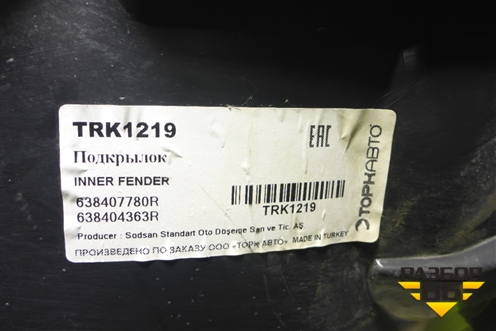 TRK1219
Подкрылок
INNER FENDER
638407780R
638404363R
EAC
TRK1219
ТОРКАВТО
Producer : Sodsan Standart Oto Döşeme San ve Tic. AŞ
ПРОИЗВЕДЕНО ПО ЗАКАЗУ ООО «ТОРК АВТО» MADE IN TURKEY
РАЗБОР